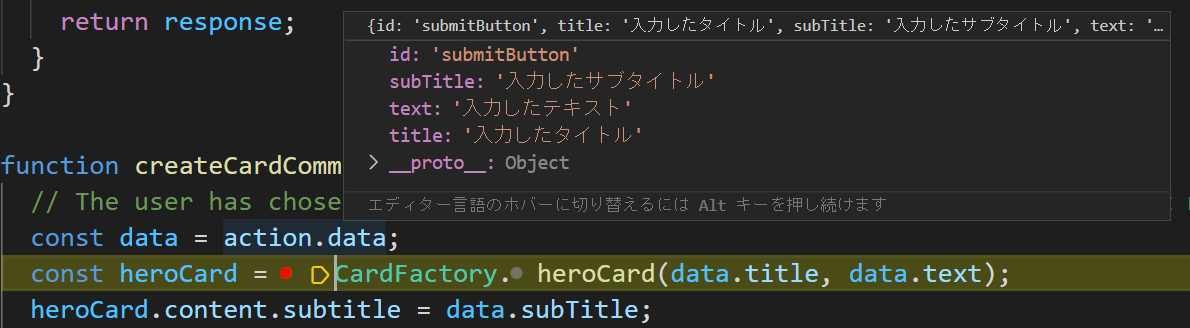 return response;
}
}
{id: 'submitButton', title: '入力したタイトル', subTitle: '入力したサブタイトル', text: '…
id: 'submitButton'
subTitle: '入力したサブタイトル'
text: '入力したテキスト'
title: '入力したタイトル'
__proto__: Object
エディター言語のホバーに切り替えるには Alt キーを押し続けます
function createCardComm
// The user has chose
const data = action.data;
const heroCard = CardFactory. heroCard(data.title, data.text);
heroCard.content.subtitle = data.subTitle;